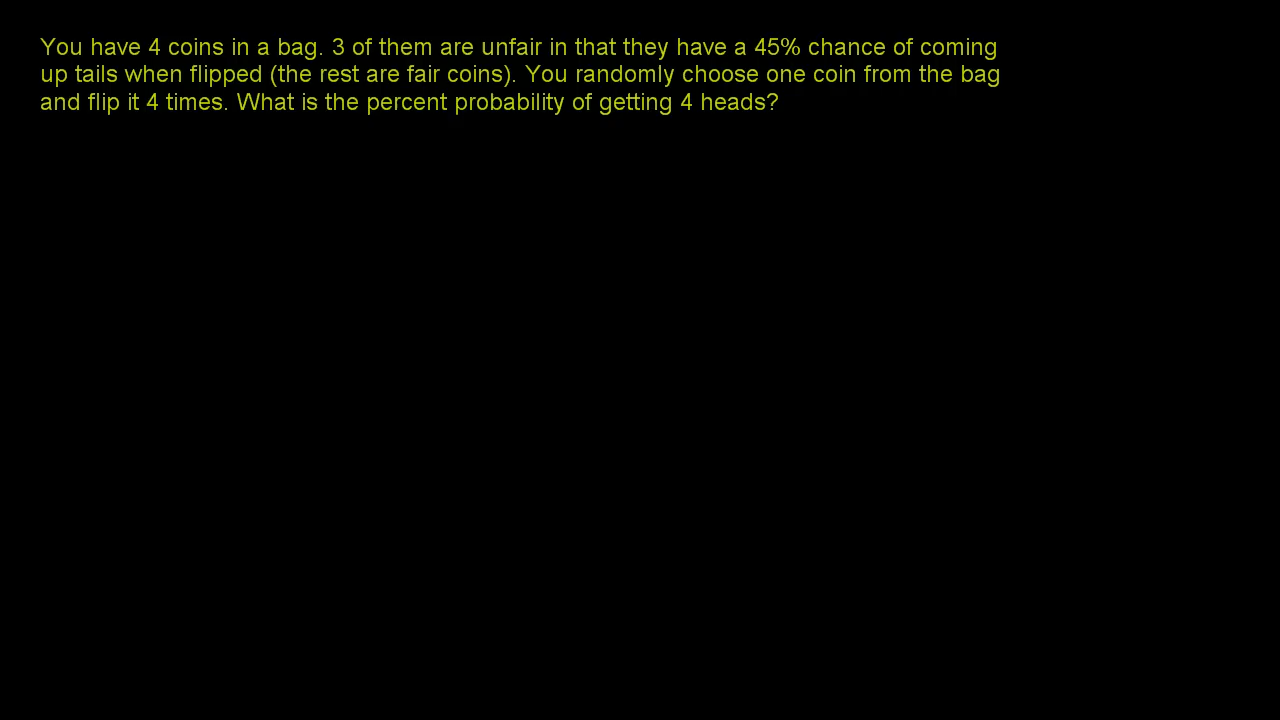 You have 4 coins in a bag. 3 of them are unfair in that they have a 45% chance of coming
up tails when flipped (the rest are fair coins). You randomly choose one coin from the bag
and flip it 4 times. What is the percent probability of getting 4 heads?